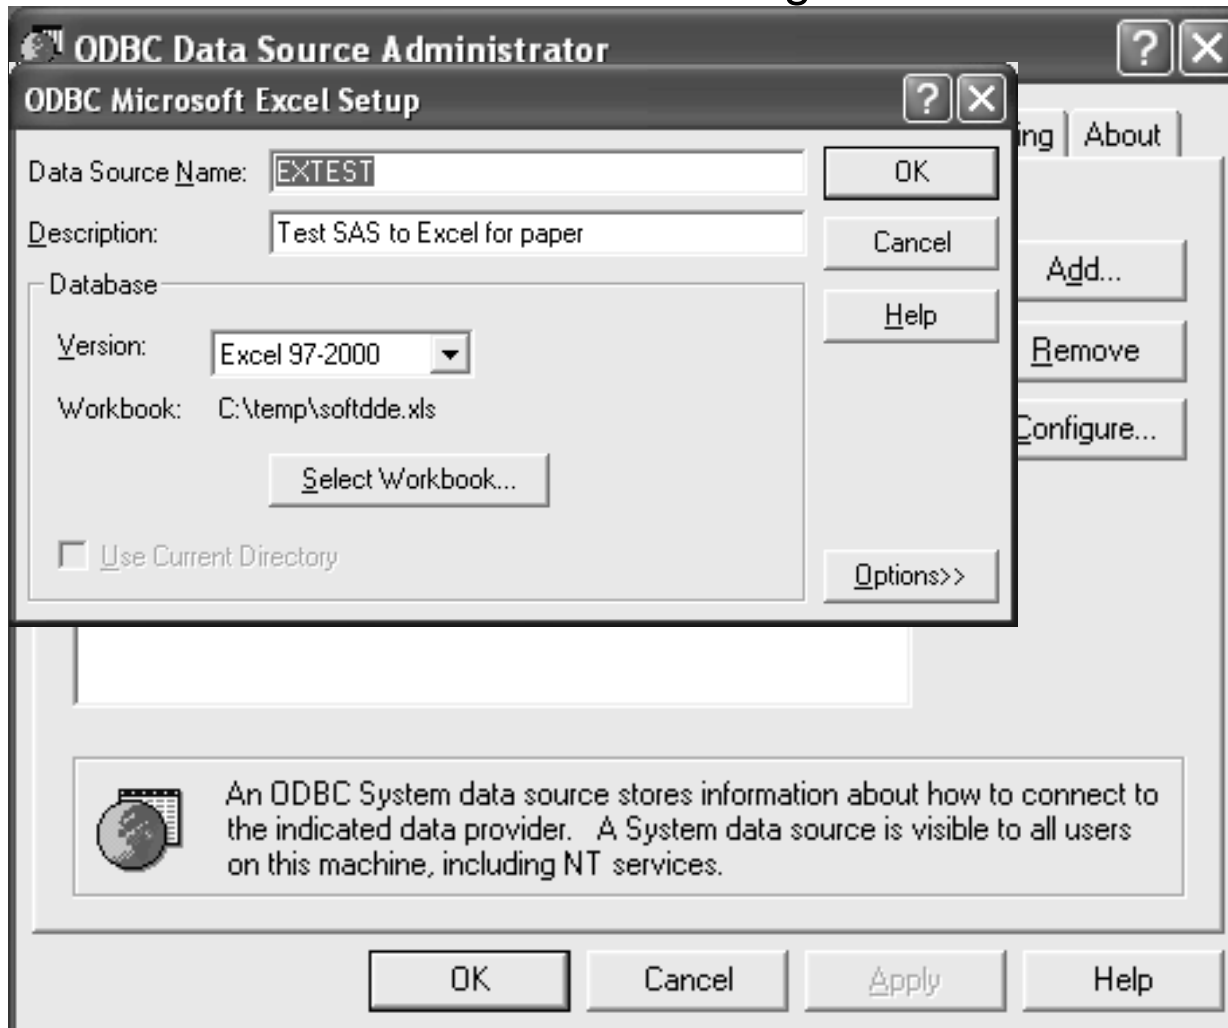 ODBC Data Source Administrator
ODBC Microsoft Excel Setup
ing About
Data Source Name: EXTEST
OK
Description: Test SAS to Excel for paper
Cancel
Add...
Database
Help
Version: Excel 97-2000
Remove
Workbook: C:\temp\softdde.xls
Configure...
Select Workbook...
Use Current Directory
Options>>
An ODBC System data source stores information about how to connect to
the indicated data provider. A System data source is visible to all users
on this machine, including NT services.
OK Cancel Apply Help